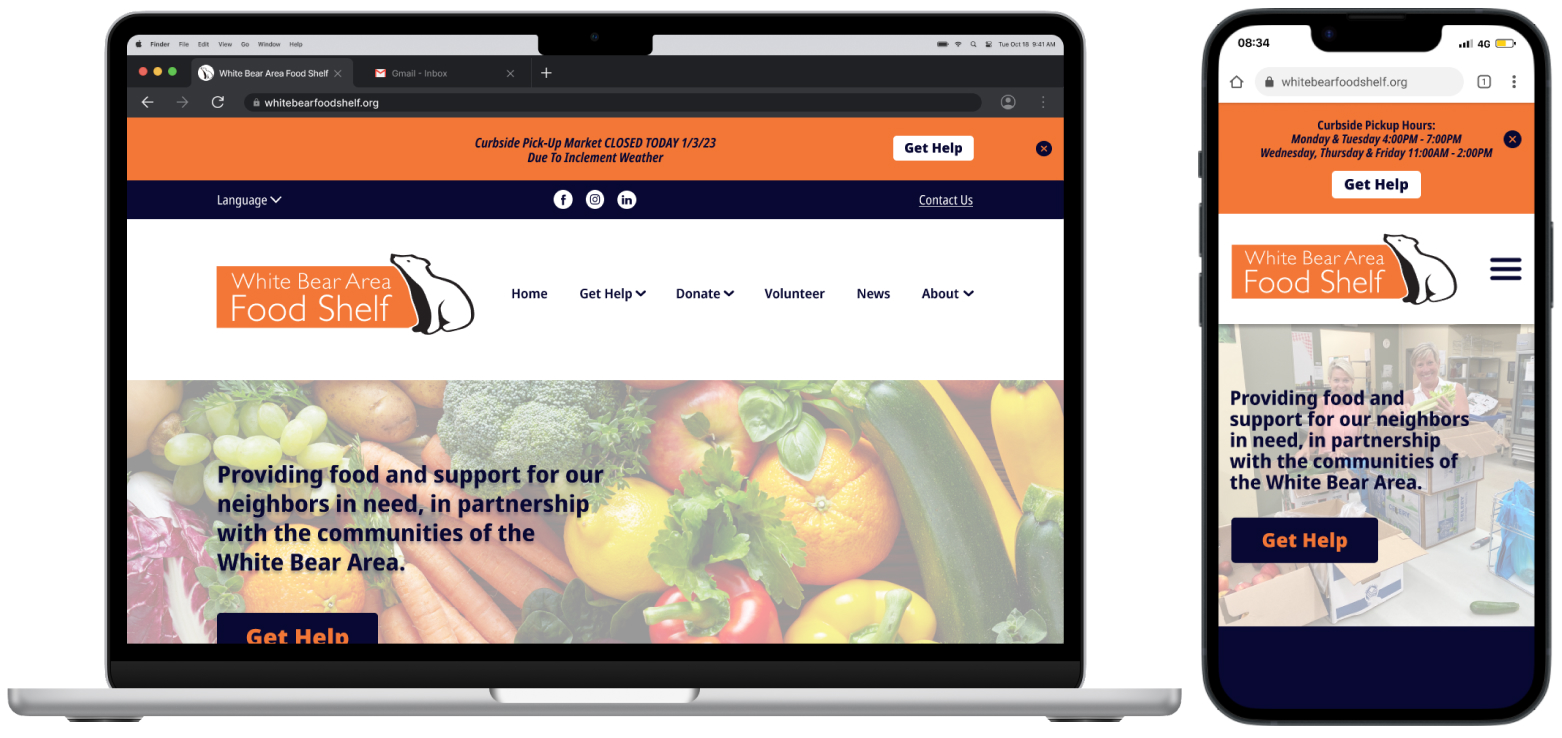 Finder File Edit View Go Window Help
Tue Oct 18 9:41 AM
White Bear Area Food Shelf
Gmail - Inbox
whitebearfoodshelf.org
Curbside Pick-Up Market CLOSED TODAY 1/3/23
Due To Inclement Weather
Get Help
Language
f
in
Contact Us
White Bear Area
Food Shelf
Home Get Help Donate Volunteer News About
Providing food and support for our
neighbors in need, in partnership
with the communities of the
White Bear Area.
Get Help
08:34
4G
whitebearfoodshelf.org
1
Curbside Pickup Hours:
Monday & Tuesday 4:00PM - 7:00PM
Wednesday, Thursday & Friday 11:00AM - 2:00PM
Get Help
White Bear Area
Food Shelf
Providing food and
support for our neighbors
in need, in partnership
with the communities of
the White Bear Area.
Get Help